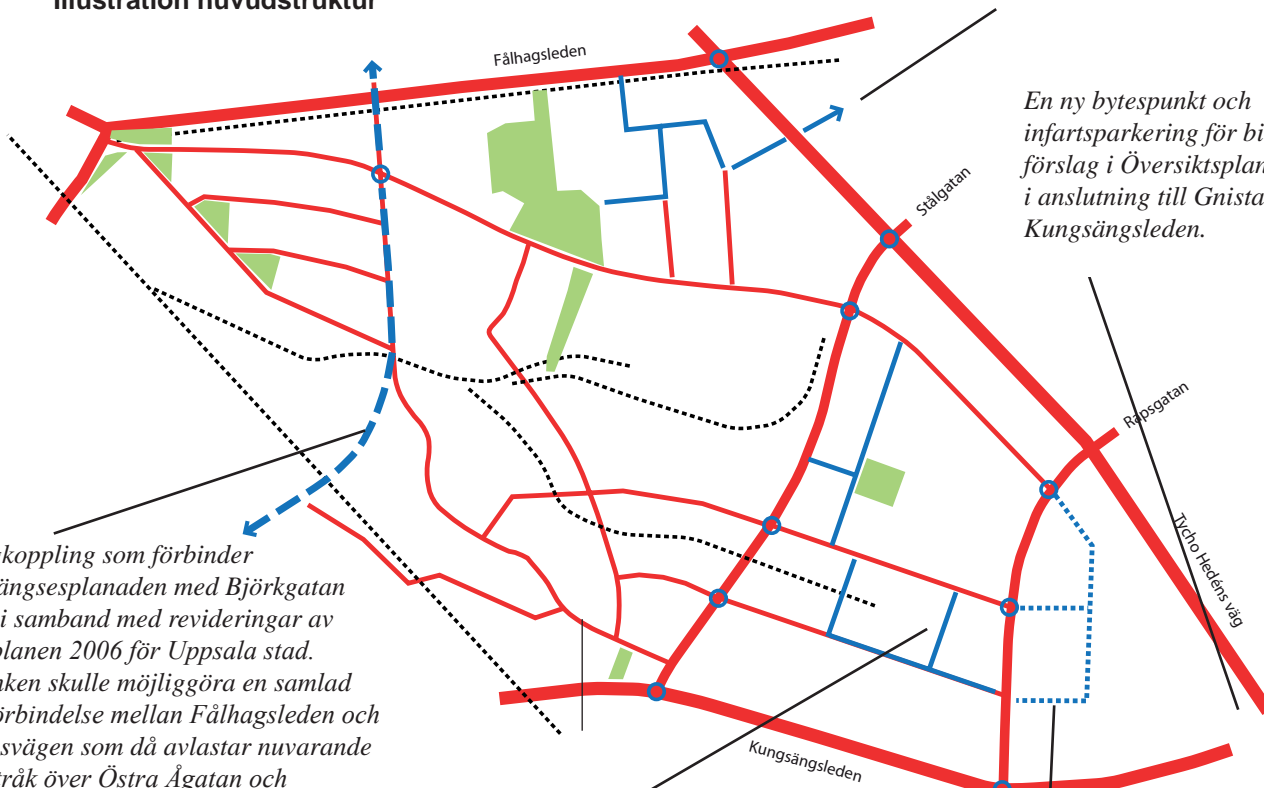 Illustration huvudstruktur
Fålhagsleden
Stålgatan
En ny bytespunkt och
infartsparkering för bi
förslag i Översiktsplan
i anslutning till Gnista
Kungsängsleden.
Rapsgatan
Tycho Hedéns väg
koppling som förbinder
ängsesplanaden med Björkgatan
i samband med revideringar av
planen 2006 för Uppsala stad.
nken skulle möjliggöra en samlad
örbindelse mellan Fålhagsleden och
svägen som då avlastar nuvarande
tråk över Östra Ågatan och
Kungsängsleden